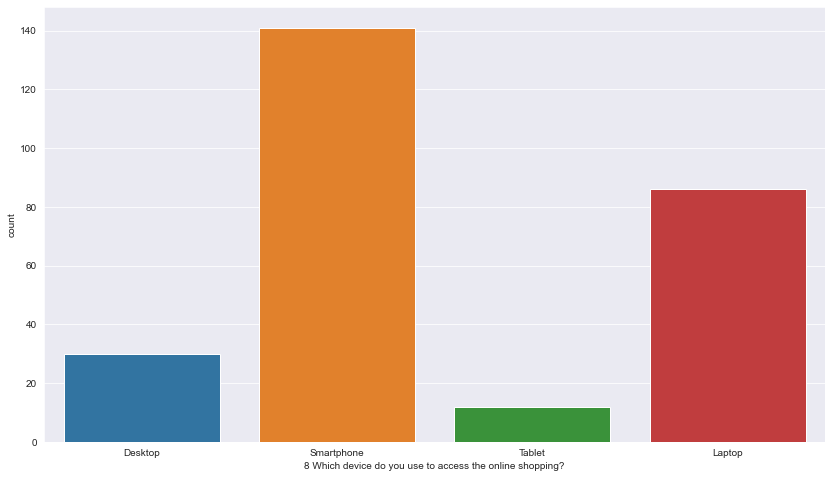 140
120
100
80
60
40
20
0
count
Desktop Smartphone Tablet Laptop
8 Which device do you use to access the online shopping?